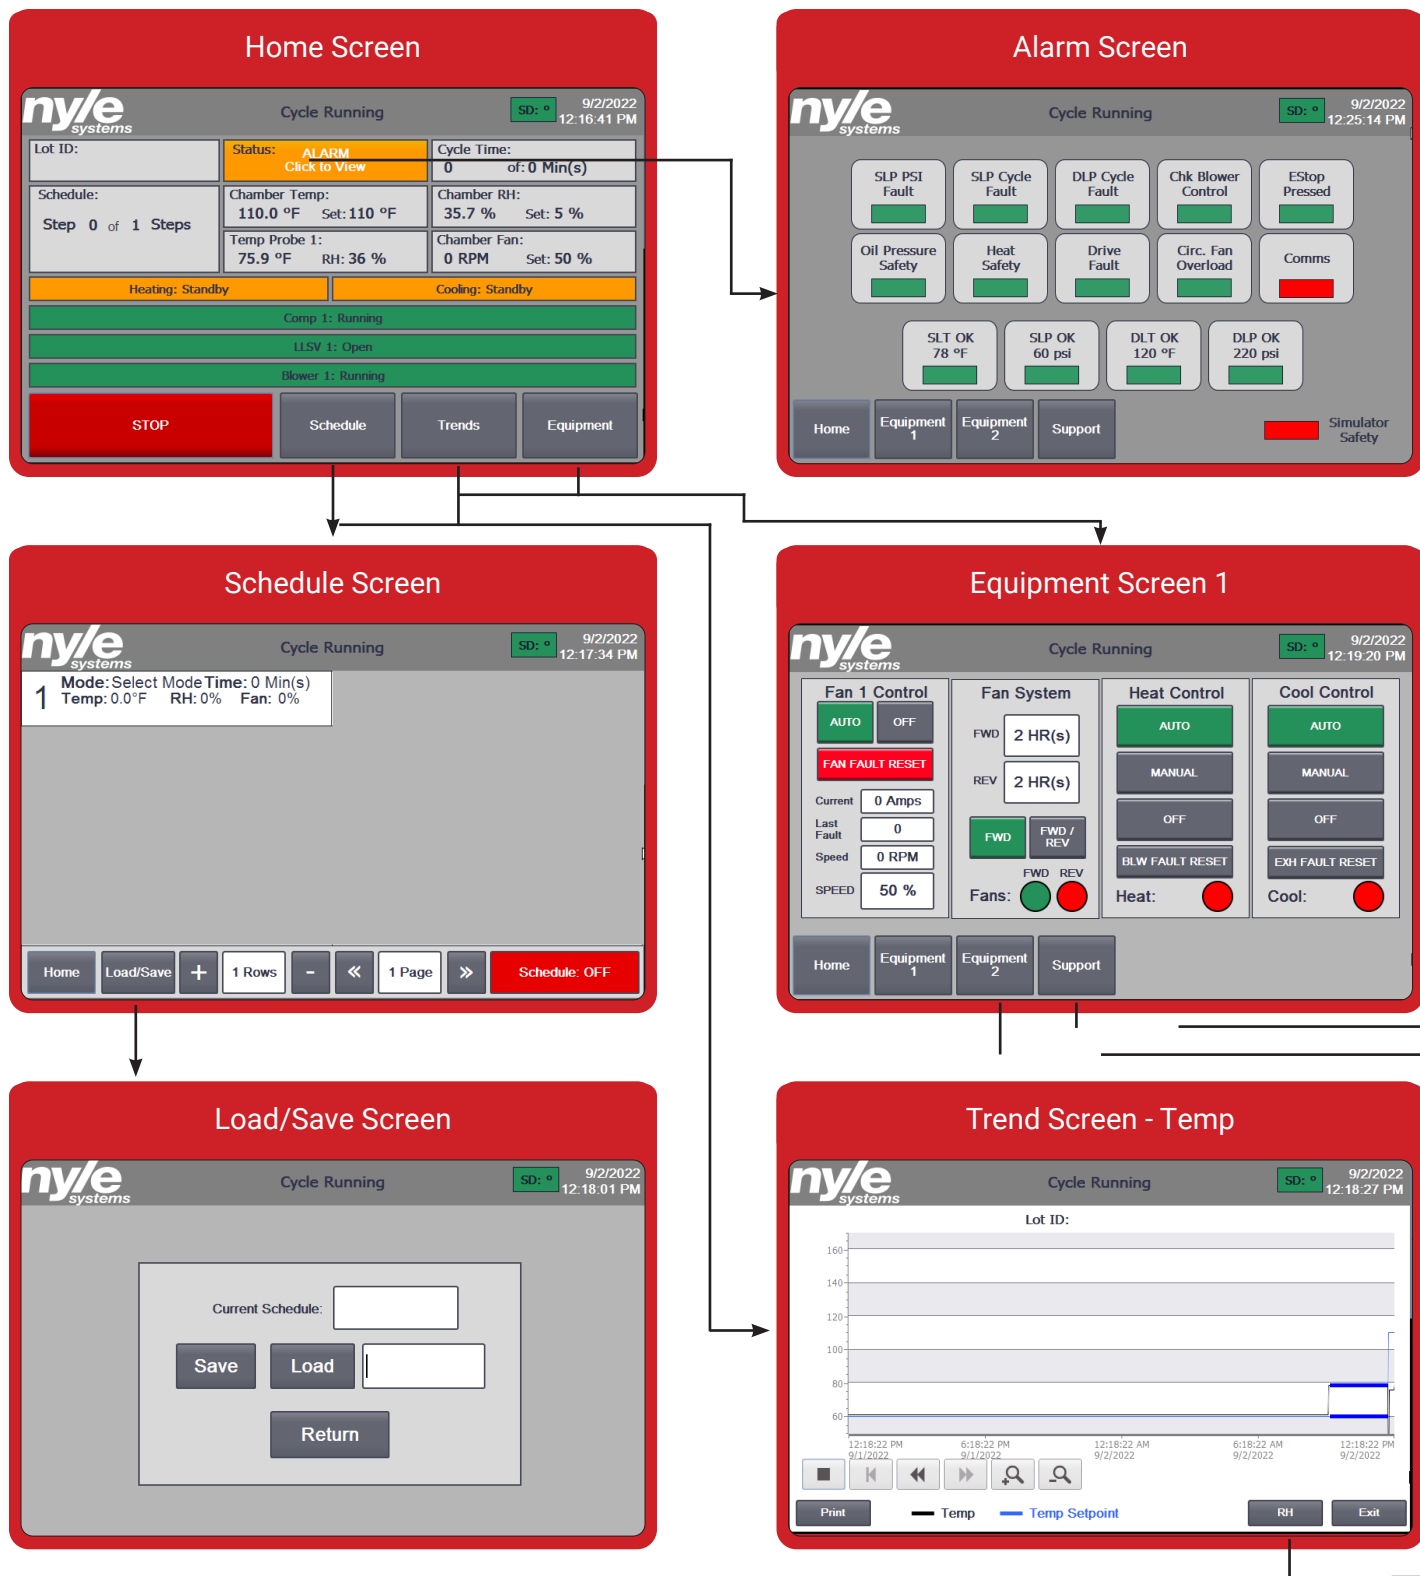 Home Screen
nyle systems
Cycle Running
SD: º
9/2/2022
12:16:41 PM
Lot ID:
Status: ALARM
Click to View
Cycle Time:
0 of: 0 Min(s)
Schedule:
Step 0 of 1 Steps
Chamber Temp:
110.0 ºF Set: 110 ºF
Chamber RH:
35.7 % Set: 5 %
Temp Probe 1:
75.9 ºF RH: 36 %
Chamber Fan:
0 RPM Set: 50 %
Heating: Standby
Cooling: Standby
Comp 1: Running
LLSV 1: Open
Blower 1: Running
STOP
Schedule
Trends
Equipment
Alarm Screen
nyle systems
Cycle Running
SD: º
9/2/2022
12:25:14 PM
SLP PSI
Fault
SLP Cycle
Fault
DLP Cycle
Fault
Chk Blower
Control
EStop
Pressed
Oil Pressure
Safety
Heat
Safety
Drive
Fault
Circ. Fan
Overload
Comms
SLT OK
78 ºF
SLP OK
60 psi
DLT OK
120 ºF
DLP OK
220 psi
Home
Equipment
1
Equipment
2
Support
Simulator
Safety
Schedule Screen
nyle systems
Cycle Running
SD: º
9/2/2022
12:17:34 PM
1
Mode: Select Mode Time: 0 Min(s)
Temp: 0.0°F RH: 0% Fan: 0%
Home
Load/Save
+
1 Rows
-
«
1 Page
»
Schedule: OFF
Equipment Screen 1
nyle systems
Cycle Running
SD: º
9/2/2022
12:19:20 PM
Fan 1 Control
AUTO
OFF
FAN FAULT RESET
Current 0 Amps
Last
Fault 0
Speed 0 RPM
SPEED 50 %
Fan System
FWD 2 HR(s)
REV 2 HR(s)
FWD
FWD /
REV
FWD REV
Fans:
Heat Control
AUTO
MANUAL
OFF
BLW FAULT RESET
Heat:
Cool Control
AUTO
MANUAL
OFF
EXH FAULT RESET
Cool:
Home
Equipment
1
Equipment
2
Support
Load/Save Screen
nyle systems
Cycle Running
SD: º
9/2/2022
12:18:01 PM
Current Schedule:
Save
Load
Return
Trend Screen - Temp
nyle systems
Cycle Running
SD: º
9/2/2022
12:18:27 PM
Lot ID:
160
140
120
100
80
60
12:18:22 PM
9/1/2022
6:18:22 PM
9/1/2022
12:18:22 AM
9/2/2022
6:18:22 AM
9/2/2022
12:18:22 PM
9/2/2022
Print
Temp
Temp Setpoint
RH
Exit